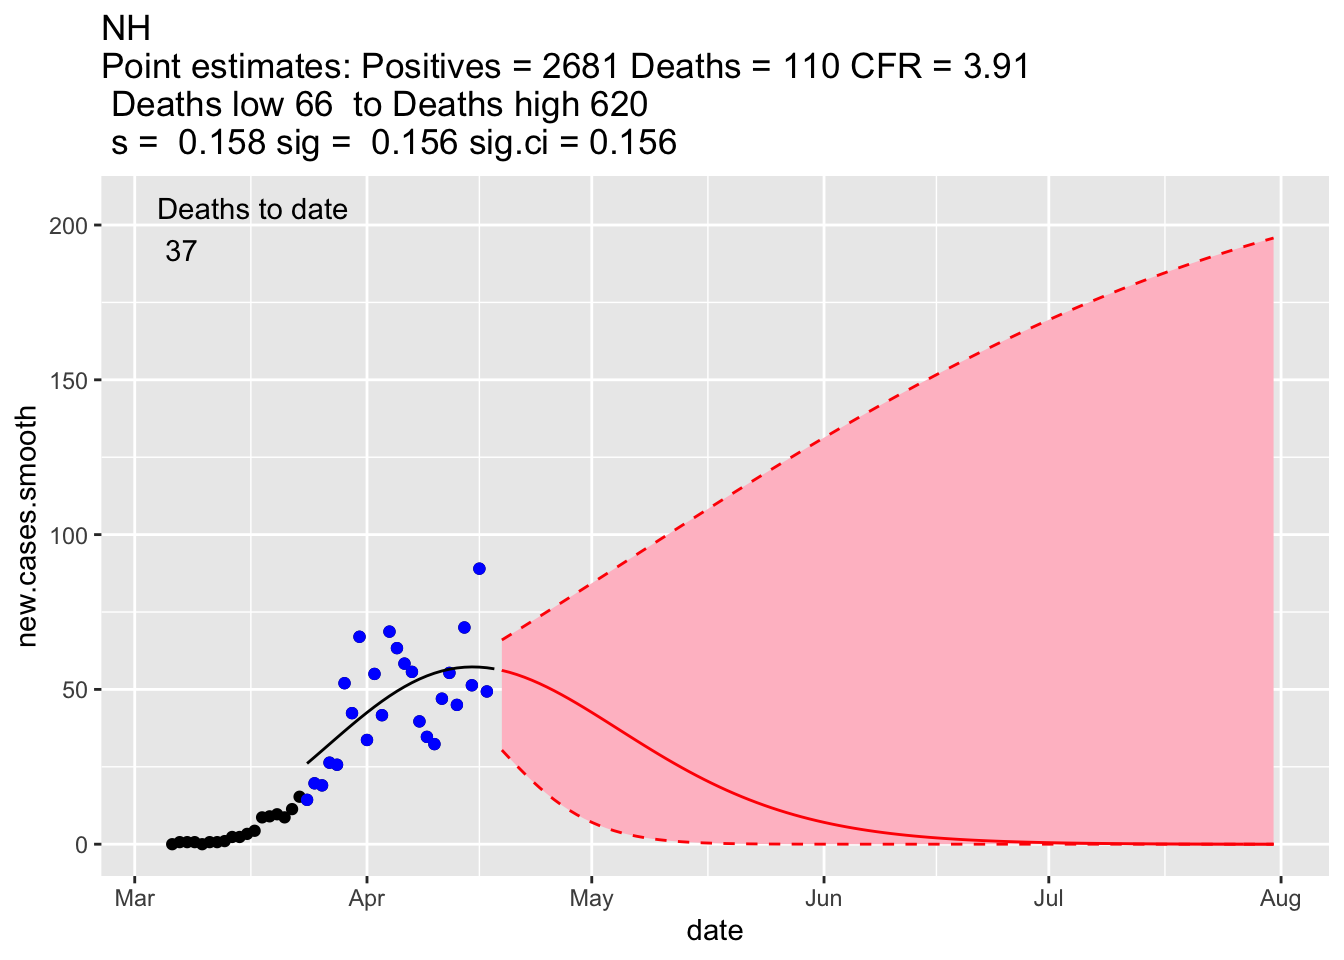 NH
Point estimates: Positives = 2681 Deaths = 110 CFR = 3.91
Deaths low 66  to Deaths high 620
s =  0.158 sig =  0.156 sig.ci = 0.156
Deaths to date
37
200
150
100
50
0
new.cases.smooth
Mar Apr May Jun Jul Aug
date